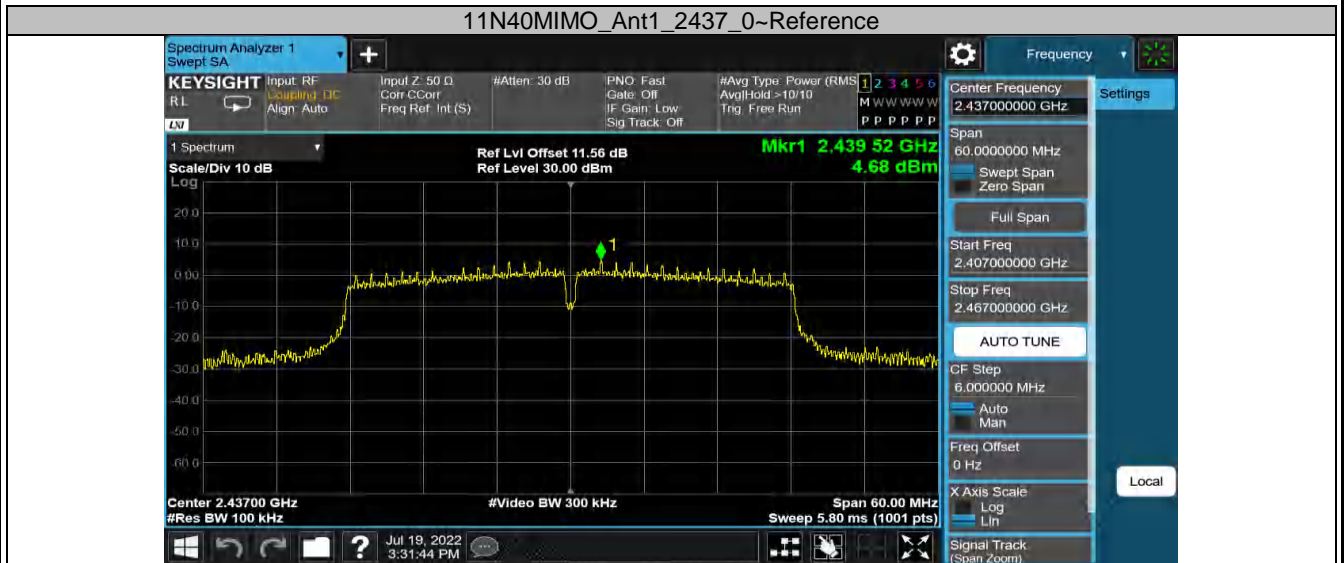 11N40MIMO_Ant1_2437_0~Reference
Spectrum Analyzer 1
Swept SA
+
Frequency
KEYSIGHT
RL
LXI
Input: RF
Coupling: DC
Align: Auto
Input Z: 50 Ω
Corr CCorr
Freq Ref: Int (S)
#Atten: 30 dB
PNO: Fast
Gate: Off
IF Gain: Low
Sig Track: Off
#Avg Type: Power (RMS
Avg|Hold >10/10
Trig: Free Run
1 2 3 4 5 6
M W W W W W
P P P P P P
1 Spectrum
Scale/Div 10 dB
Ref Lvl Offset 11.56 dB
Ref Level 30.00 dBm
Mkr1 2.439 52 GHz
4.68 dBm
Log
20.0
10.0
0.00
-10.0
-20.0
-30.0
-40.0
-50.0
-60.0
1
Center 2.43700 GHz
#Res BW 100 kHz
#Video BW 300 kHz
Span 60.00 MHz
Sweep 5.80 ms (1001 pts)
Center Frequency
2.437000000 GHz
Settings
Span
60.0000000 MHz
Swept Span
Zero Span
Full Span
Start Freq
2.407000000 GHz
Stop Freq
2.467000000 GHz
AUTO TUNE
CF Step
6.000000 MHz
Auto
Man
Freq Offset
0 Hz
X Axis Scale
Log
Lin
Local
Signal Track
(Span Zoom)
?
Jul 19, 2022
3:31:44 PM